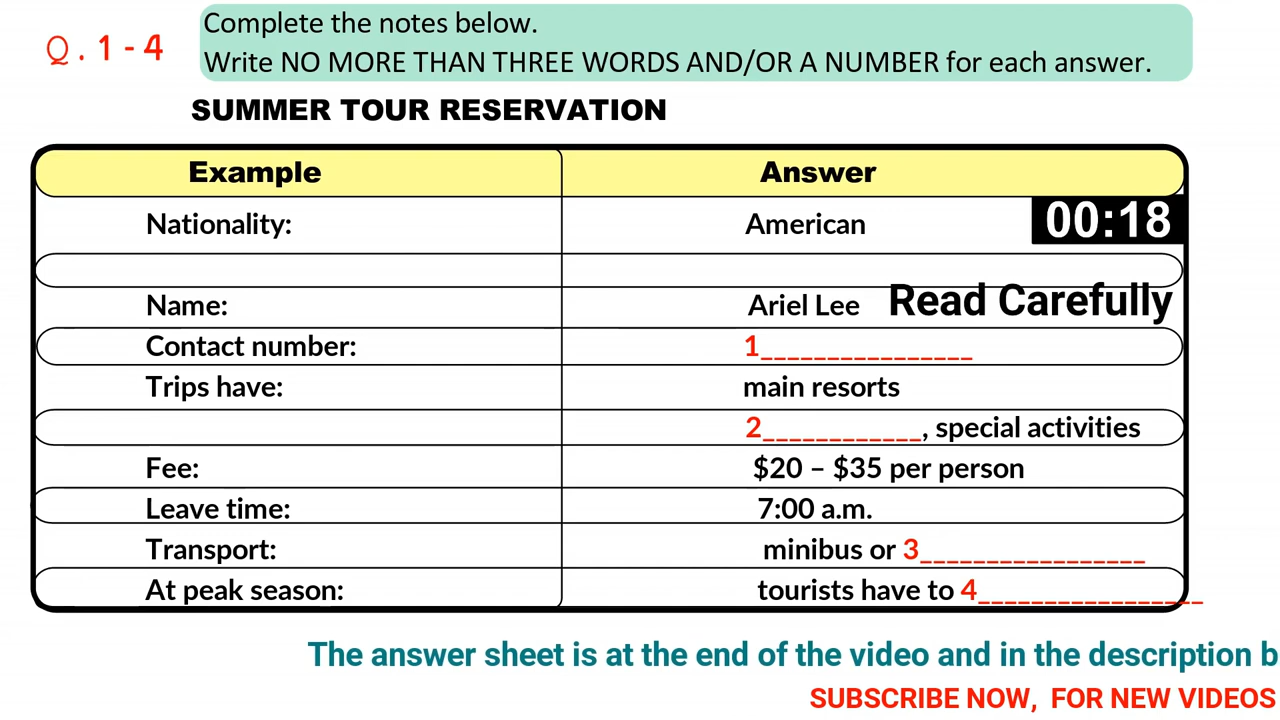 Q. 1 - 4
Complete the notes below.
Write NO MORE THAN THREE WORDS AND/OR A NUMBER for each answer.
SUMMER TOUR RESERVATION
Example Answer
Nationality: American
00:18
Name: Ariel Lee
Read Carefully
Contact number: 1________________
Trips have: main resorts
2____________, special activities
Fee: $20 – $35 per person
Leave time: 7:00 a.m.
Transport: minibus or 3_________________
At peak season: tourists have to 4_________________
The answer sheet is at the end of the video and in the description b
SUBSCRIBE NOW, FOR NEW VIDEOS